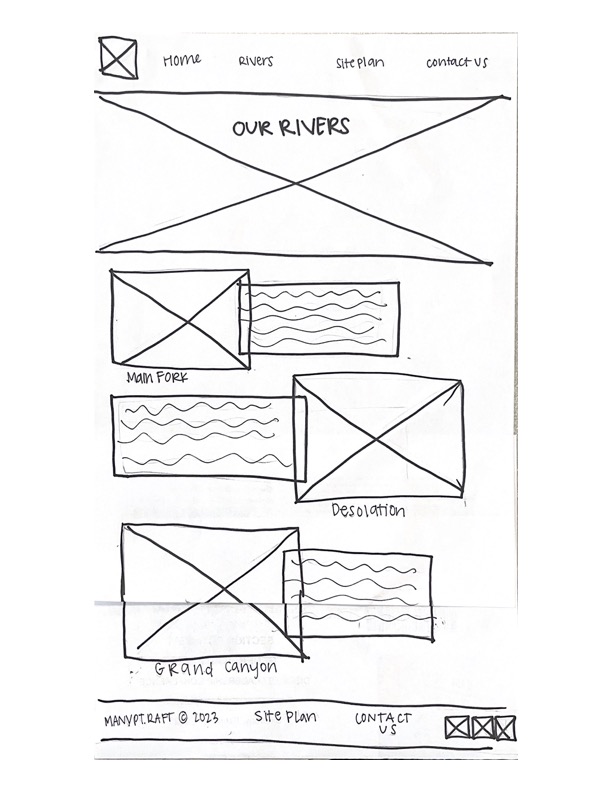 Home Rivers Site Plan Contact Us
OUR RIVERS
Main Fork
Desolation
Grand Canyon
MANYPT.RAFT © 2023 Site Plan CONTACT
US